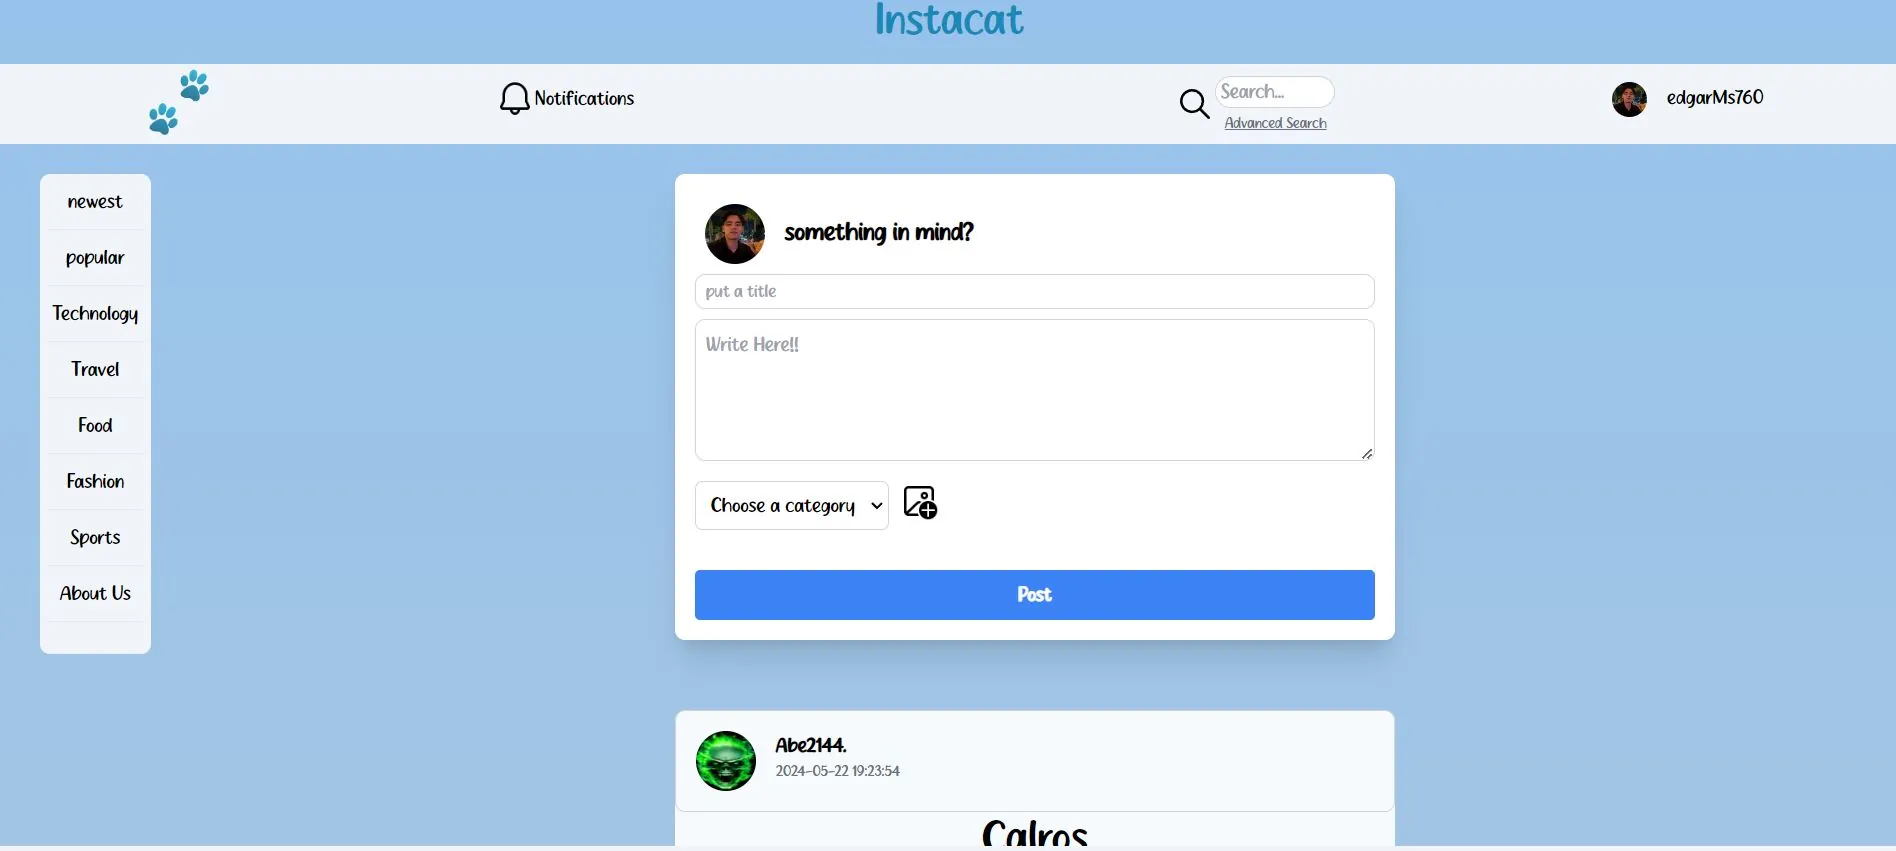 Instacat
Notifications
Search...
Advanced Search
edgarMs760
newest
popular
Technology
Travel
Food
Fashion
Sports
About Us
something in mind?
put a title
Write Here!!
Choose a category
Post
Abe2144.
2024-05-22 19:23:54
Calros